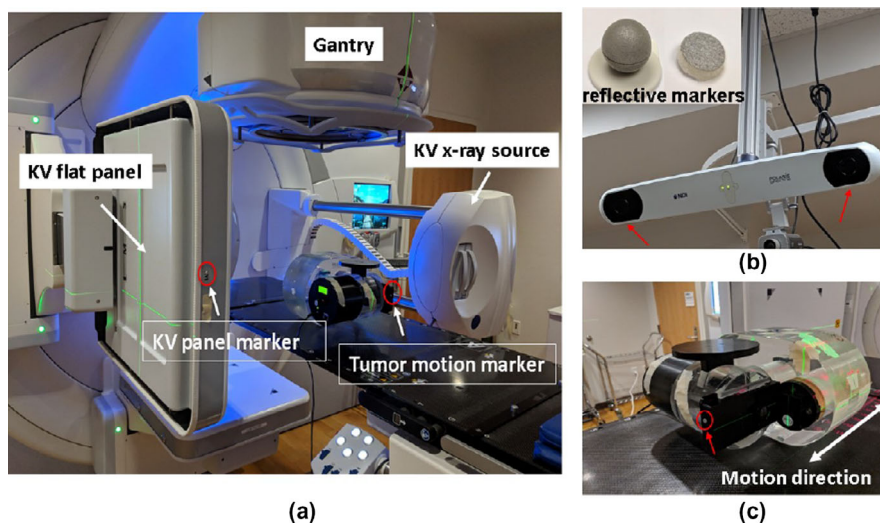 Gantry
KV flat panel
KV x-ray source
KV panel marker
Tumor motion marker
(a)
reflective markers
(b)
Motion direction
(c)